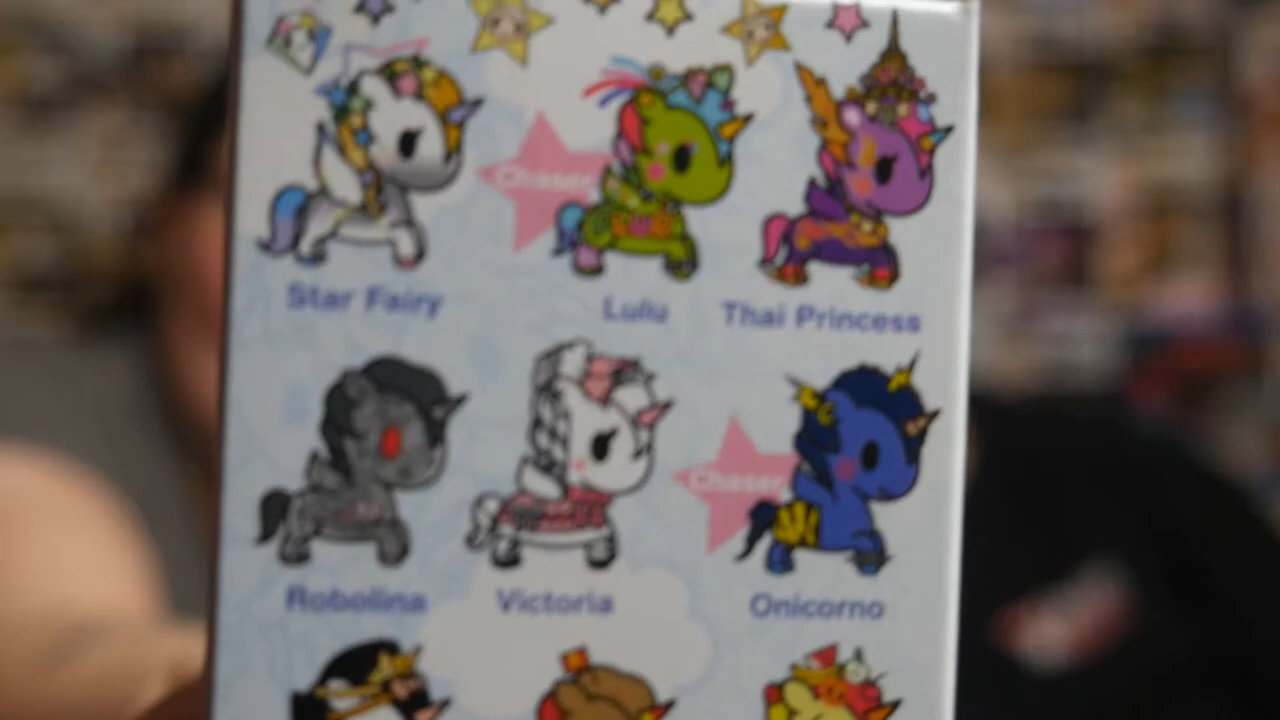 Chaser
Star Fairy
Lulu
Thai Princess
Chaser
Robolina
Victoria
Onicorno